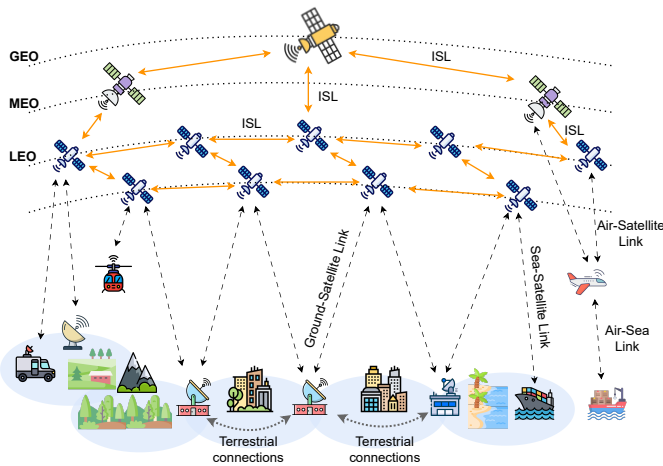 GEO
ISL
MEO
ISL
ISL
ISL
LEO
Air-Satellite
Link
Ground-Satellite Link
Sea-Satellite Link
Air-Sea
Link
Terrestrial
connections
Terrestrial
connections